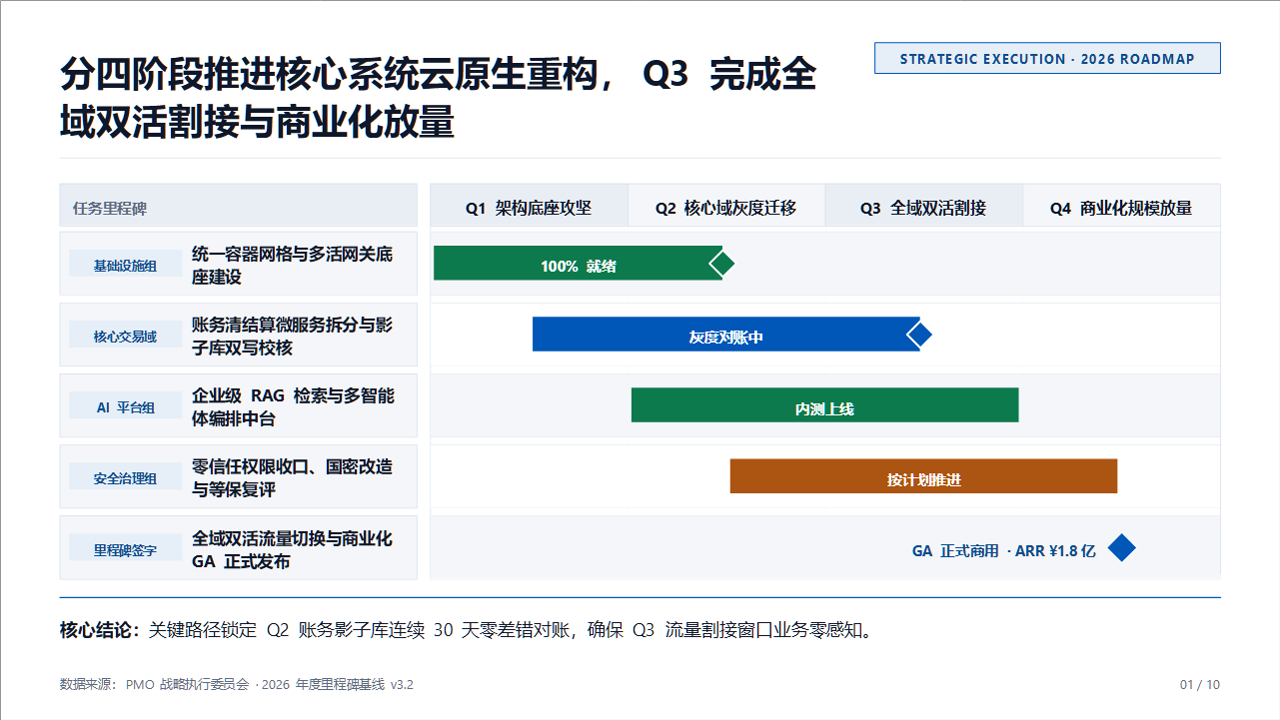 分四阶段推进核心系统云原生重构， Q3 完成全
域双活割接与商业化放量
STRATEGIC EXECUTION · 2026 ROADMAP
任务里程碑
Q1 架构底座攻坚
Q2 核心域灰度迁移
Q3 全域双活割接
Q4 商业化规模放量
基础设施组
统一容器网格与多活网关底
座建设
100% 就绪
核心交易域
账务清结算微服务拆分与影
子库双写校核
灰度对账中
AI 平台组
企业级 RAG 检索与多智能
体编排中台
内测上线
安全治理组
零信任权限收口、国密改造
与等保复评
按计划推进
里程碑签字
全域双活流量切换与商业化
GA 正式发布
GA 正式商用 · ARR ¥1.8 亿
核心结论：关键路径锁定 Q2 账务影子库连续 30 天零差错对账，确保 Q3 流量割接窗口业务零感知。
数据来源： PMO 战略执行委员会 · 2026 年度里程碑基线 v3.2
01 / 10